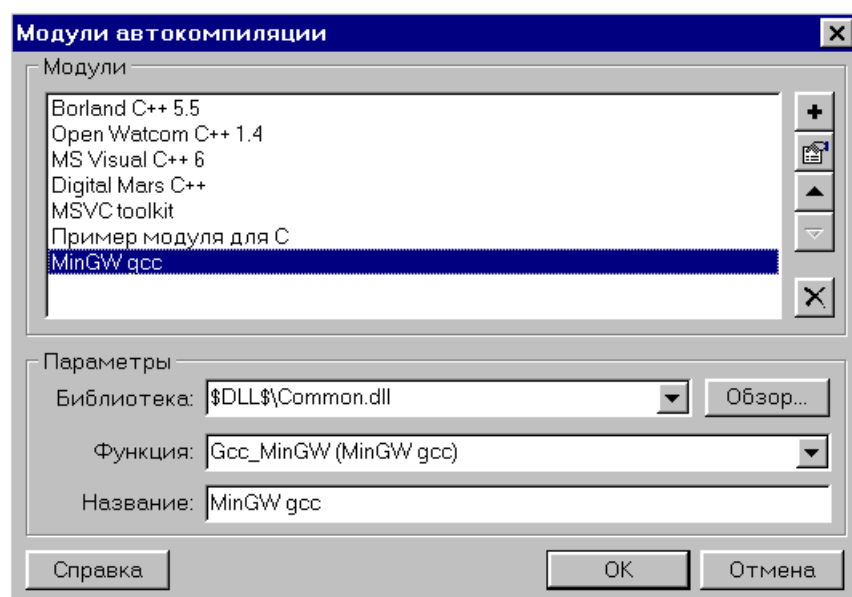 Модули автокомпиляции
Модули
Borland C++ 5.5
Open Watcom C++ 1.4
MS Visual C++ 6
Digital Mars C++
MSVC toolkit
Пример модуля для C
MinGW gcc
Параметры
Библиотека: $DLL$\Common.dll Обзор...
Функция: Gcc_MinGW (MinGW gcc)
Название: MinGW gcc
Справка OK Отмена